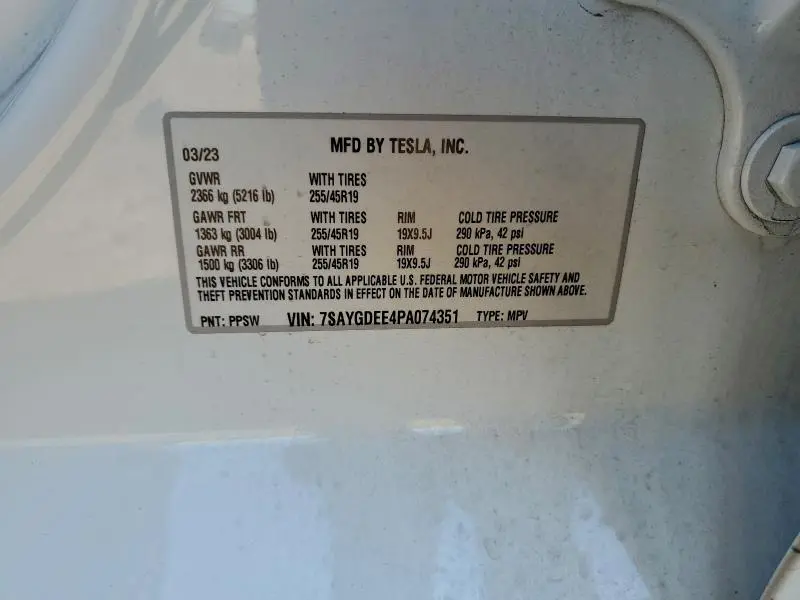 MFD BY TESLA, INC.
03/23
GVWR WITH TIRES
2366 kg (5216 lb) 255/45R19
GAWR FRT WITH TIRES RIM COLD TIRE PRESSURE
1363 kg (3004 lb) 255/45R19 19X9.5J 290 kPa, 42 psi
GAWR RR WITH TIRES RIM COLD TIRE PRESSURE
1500 kg (3306 lb) 255/45R19 19X9.5J 290 kPa, 42 psi
THIS VEHICLE CONFORMS TO ALL APPLICABLE U.S. FEDERAL MOTOR VEHICLE SAFETY AND
THEFT PREVENTION STANDARDS IN EFFECT ON THE DATE OF MANUFACTURE SHOWN ABOVE.
PNT: PPSW VIN: 7SAYGDEE4PA074351 TYPE: MPV